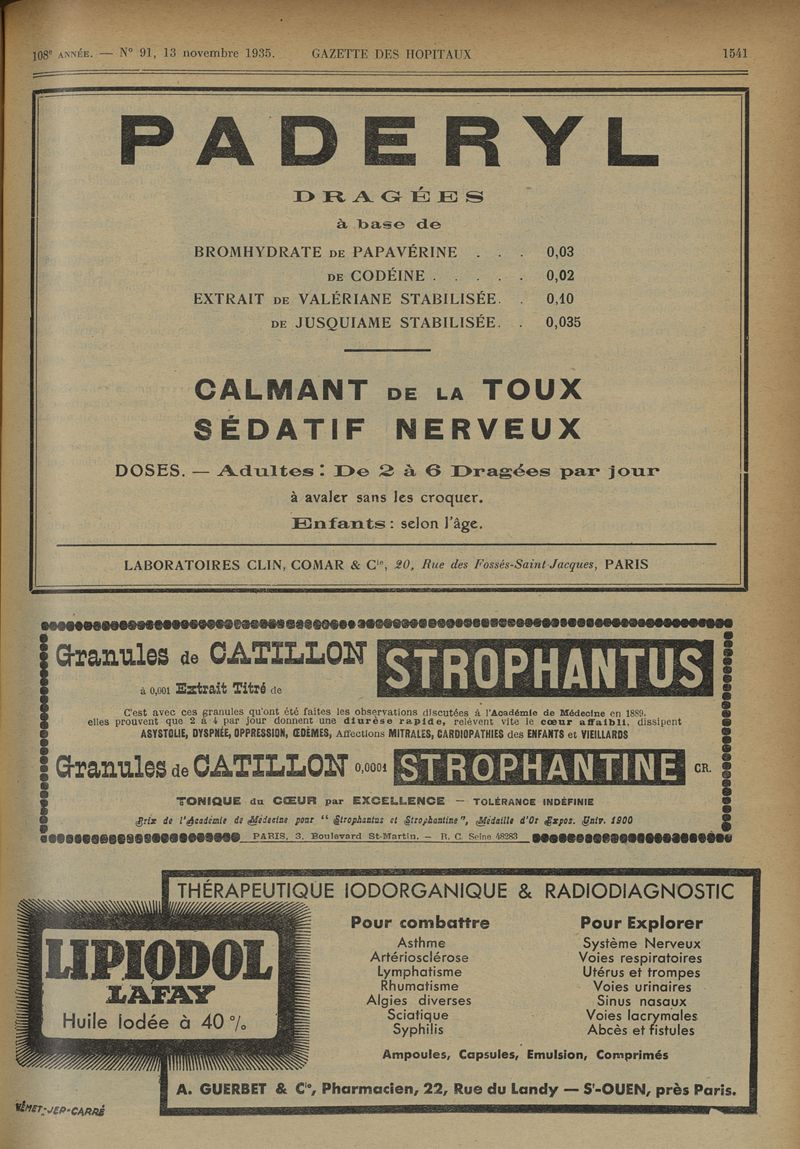 108e ANNÉE. — N° 91, 13 novembre 1935. GAZETTE DES HOPITAUX 1541
PADERYL
DRAGÉES
à base de
BROMHYDRATE DE PAPAVÉRINE . . . 0,03
DE CODÉINE . . . . . 0,02
EXTRAIT DE VALÉRIANE STABILISÉE. . 0,10
DE JUSQUIAME STABILISÉE. . 0,035
CALMANT DE LA TOUX
SÉDATIF NERVEUX
DOSES. — Adultes : De 2 à 6 Dragées par jour
à avaler sans les croquer.
Enfants : selon l'âge.
LABORATOIRES CLIN, COMAR & Cie, 20, Rue des Fossés-Saint-Jacques, PARIS
Granules de CATILLON STROPHANTUS
à 0,001 Extrait Titré de
C'est avec ces granules qu'ont été faites les observations discutées à l'Académie de Médecine en 1889.
elles prouvent que 2 à 4 par jour donnent une diurèse rapide, relèvent vite le cœur affaibli, dissipent
ASYSTOLIE, DYSPNÉE, OPPRESSION, ŒDÈMES, Affections MITRALES, CARDIOPATHIES des ENFANTS et VIEILLARDS
Granules de CATILLON 0,0001 STROPHANTINE CR.
TONIQUE du CŒUR par EXCELLENCE — TOLÉRANCE INDÉFINIE
Prix de l'Académie de Médecine pour " Strophantus et Strophantine", Médaille d'Or Expos. Univ. 1900
PARIS, 3, Boulevard St-Martin. — R. C. Seine 48283
THÉRAPEUTIQUE IODORGANIQUE & RADIODIAGNOSTIC
LIPIODOL
LAFAY
Huile Iodée à 40 %
Pour combattre
Asthme
Artériosclérose
Lymphatisme
Rhumatisme
Algies diverses
Sciatique
Syphilis
Pour Explorer
Système Nerveux
Voies respiratoires
Utérus et trompes
Voies urinaires
Sinus nasaux
Voies lacrymales
Abcès et fistules
Ampoules, Capsules, Emulsion, Comprimés
A. GUERBET & Cie, Pharmacien, 22, Rue du Landy — St-OUEN, près Paris.
VÉMET-JEP-CARRÉ